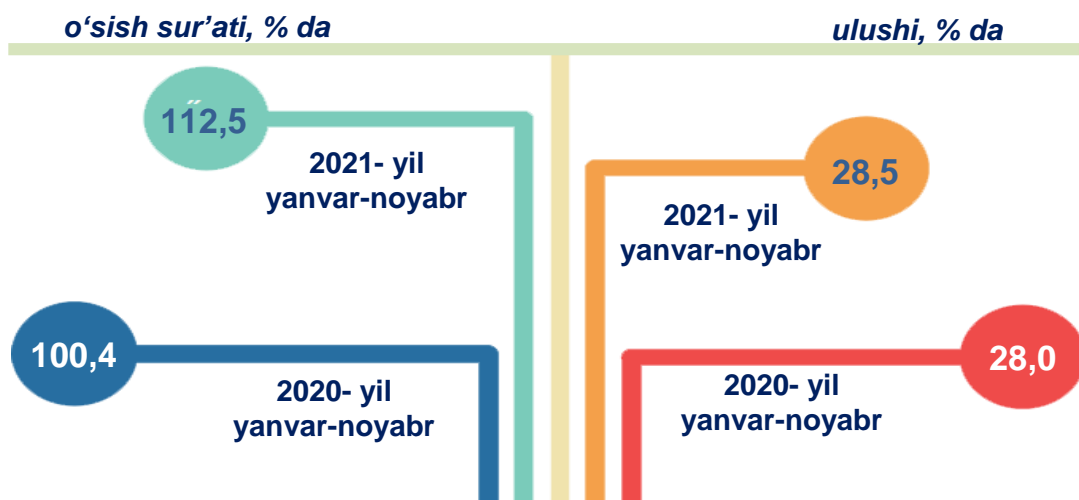 o‘sish sur’ati, % da
ulushi, % da
112,5
2021- yil
yanvar-noyabr
28,5
2021- yil
yanvar-noyabr
100,4
2020- yil
yanvar-noyabr
28,0
2020- yil
yanvar-noyabr